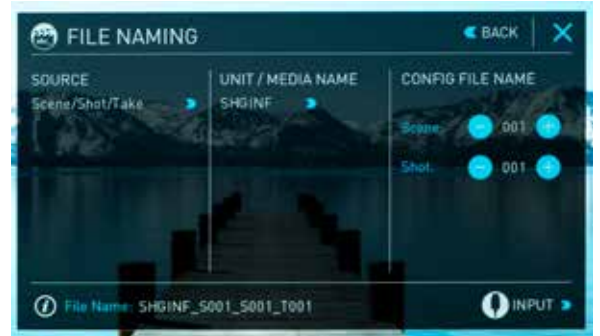 FILE NAMING
BACK
SOURCE
Scene/Shot/Take
UNIT / MEDIA NAME
SHGINF
CONFIG FILE NAME
Scene: 001
Shot: 001
File Name: SHGINF_S001_S001_T001
INPUT